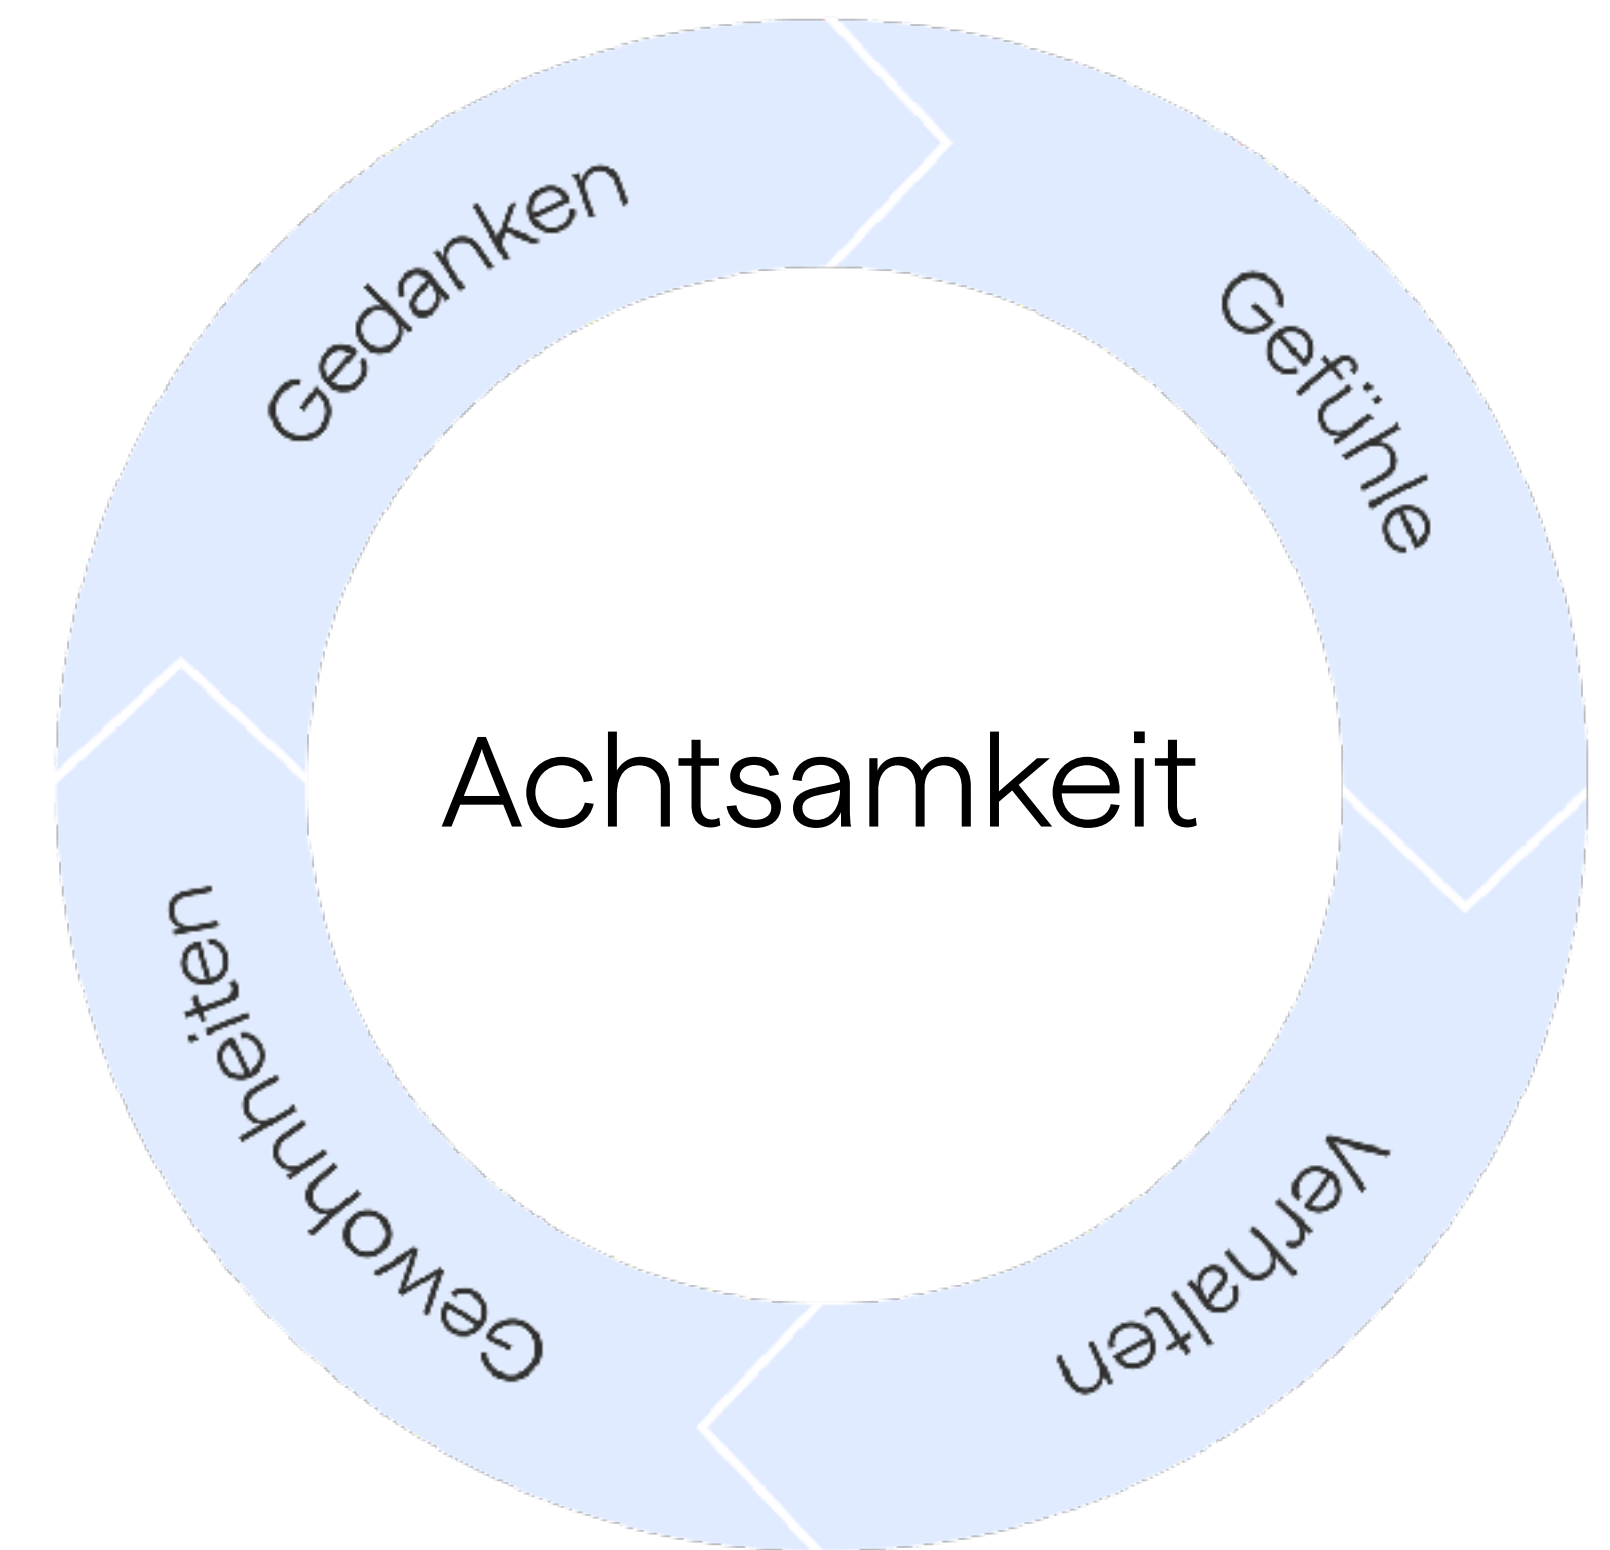 Gedanken
Gefühle
Achtsamkeit
Verhalten
Gewohnheiten